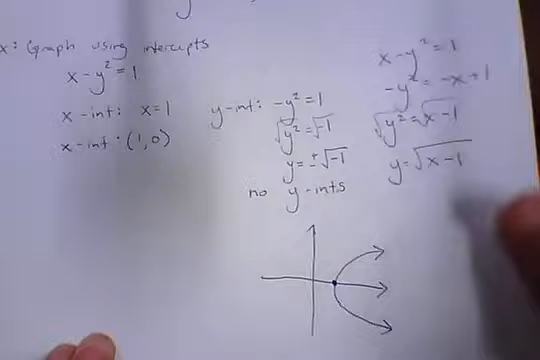 x: Graph using intercepts
x - y² = 1
x-int: x = 1
x-int: (1,0)
y-int: -y² = 1
√y² = √-1
y = ±√-1
no y-ints
x - y² = 1
-y² = -x + 1
√y² = √x - 1
y = √x - 1